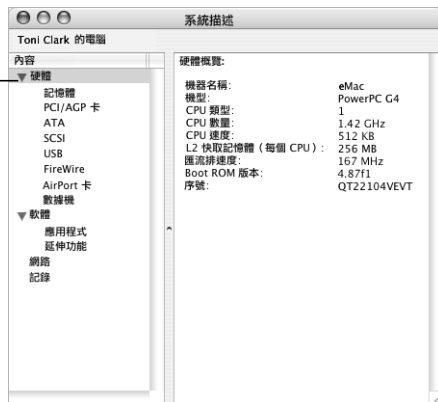 系統描述
Toni Clark 的電腦
內容
硬體
記憶體
PCI/AGP 卡
ATA
SCSI
USB
FireWire
AirPort 卡
數據機
軟體
應用程式
延伸功能
網路
記錄
硬體概覽:
機器名稱: eMac
機型: PowerPC G4
CPU 類型: 1
CPU 數量: 1.42 GHz
CPU 速度: 512 KB
L2 快取記憶體（每個 CPU）: 256 MB
匯流排速度: 167 MHz
Boot ROM 版本: 4.87f1
序號: QT22104VEVT